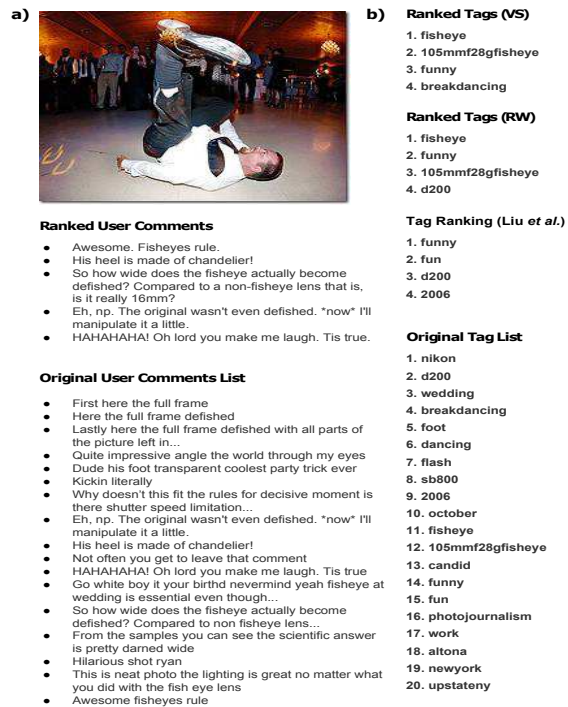 a)
Ranked User Comments
● Awesome. Fisheyes rule.
● His heel is made of chandelier!
● So how wide does the fisheye actually become
defished? Compared to a non-fisheye lens that is,
is it really 16mm?
● Eh, np. The original wasn't even defished. *now* I'll
manipulate it a little.
● HAHAHAHA! Oh lord you make me laugh. Tis true.
Original User Comments List
● First here the full frame
● Here the full frame defished
● Lastly here the full frame defished with all parts of
the picture left in...
● Quite impressive angle the world through my eyes
● Dude his foot transparent coolest party trick ever
● Kickin literally
● Why doesn't this fit the rules for decisive moment is
there shutter speed limitation...
● Eh, np. The original wasn't even defished. *now* I'll
manipulate it a little.
● His heel is made of chandelier!
● Not often you get to leave that comment
● HAHAHAHA! Oh lord you make me laugh. Tis true
● Go white boy it your birthd nevermind yeah fisheye at
wedding is essential even though...
● So how wide does the fisheye actually become
defished? Compared to non fisheye lens...
● From the samples you can see the scientific answer
is pretty darned wide
● Hilarious shot ryan
● This is neat photo the lighting is great no matter what
you did with the fish eye lens
● Awesome fisheyes rule
b)
Ranked Tags (VS)
1. fisheye
2. 105mmf28gfisheye
3. funny
4. breakdancing
Ranked Tags (RW)
1. fisheye
2. funny
3. 105mmf28gfisheye
4. d200
Tag Ranking (Liu et al.)
1. funny
2. fun
3. d200
4. 2006
Original Tag List
1. nikon
2. d200
3. wedding
4. breakdancing
5. foot
6. dancing
7. flash
8. sb800
9. 2006
10. october
11. fisheye
12. 105mmf28gfisheye
13. candid
14. funny
15. fun
16. photojournalism
17. work
18. altona
19. newyork
20. upstateny